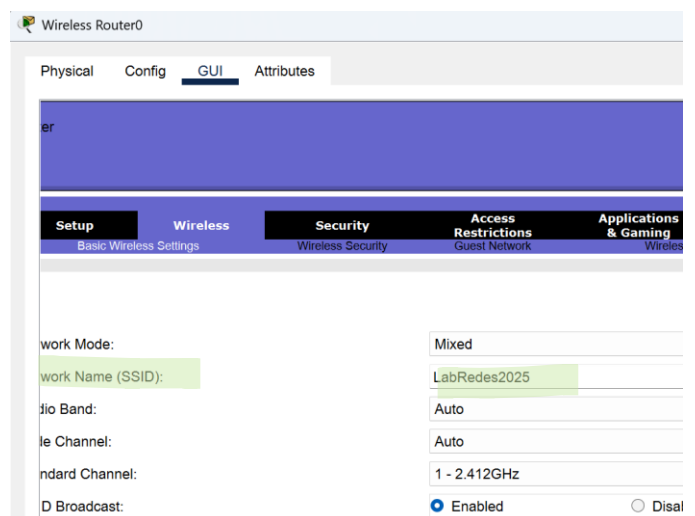 Wireless Router0
Physical Config GUI Attributes
er
Setup Wireless Security Access Restrictions Applications & Gaming
Basic Wireless Settings Wireless Security Guest Network Wireles
work Mode: Mixed
work Name (SSID): LabRedes2025
dio Band: Auto
le Channel: Auto
ndard Channel: 1 - 2.412GHz
D Broadcast: Enabled Disal